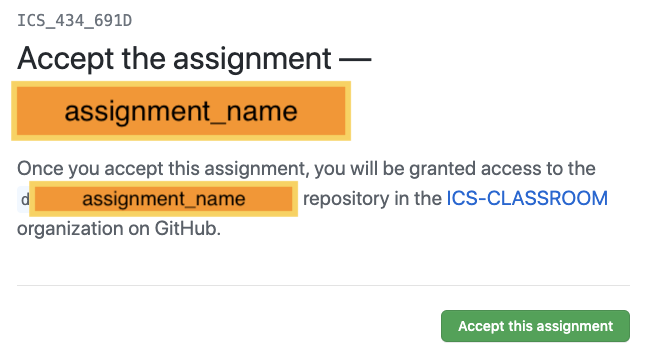 ICS_434_691D
Accept the assignment —
assignment_name
Once you accept this assignment, you will be granted access to the
d assignment_name repository in the ICS-CLASSROOM
organization on GitHub.
Accept this assignment